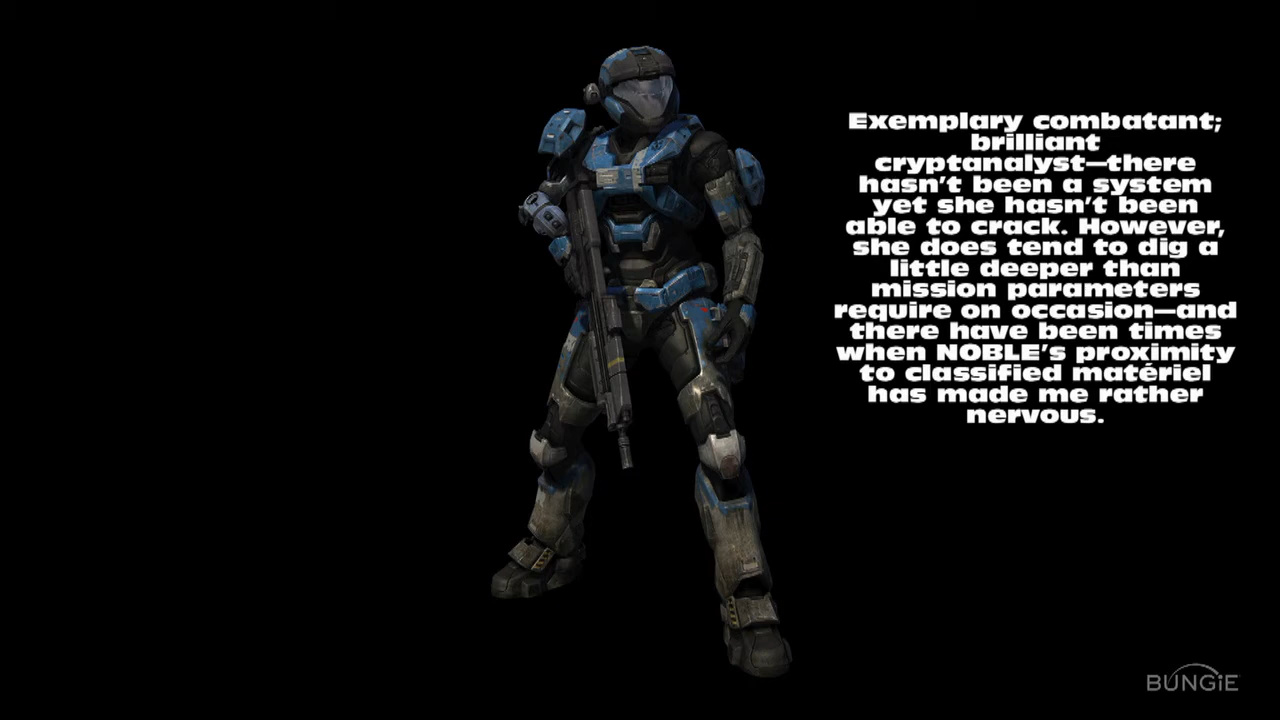 Exemplary combatant;
brilliant
cryptanalyst—there
hasn't been a system
yet she hasn't been
able to crack. However,
she does tend to dig a
little deeper than
mission parameters
require on occasion—and
there have been times
when NOBLE's proximity
to classified matériel
has made me rather
nervous.
BUNGiE